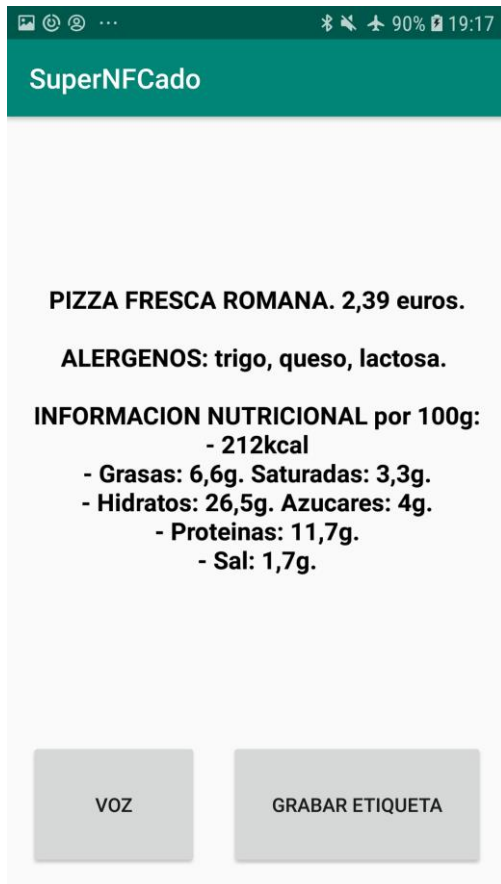 90% 19:17
SuperNFCado
PIZZA FRESCA ROMANA. 2,39 euros.
ALERGENOS: trigo, queso, lactosa.
INFORMACION NUTRICIONAL por 100g:
- 212kcal
- Grasas: 6,6g. Saturadas: 3,3g.
- Hidratos: 26,5g. Azucares: 4g.
- Proteinas: 11,7g.
- Sal: 1,7g.
VOZ
GRABAR ETIQUETA